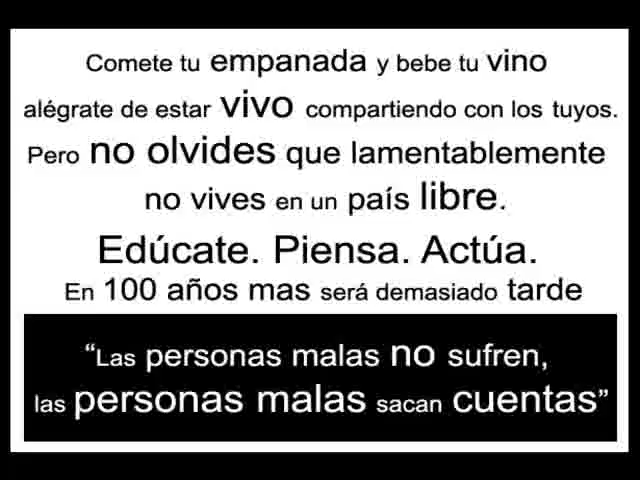 Comete tu empanada y bebe tu vino
alégrate de estar vivo compartiendo con los tuyos.
Pero no olvides que lamentablemente
no vives en un país libre.
Edúcate. Piensa. Actúa.
En 100 años mas será demasiado tarde
“Las personas malas no sufren,
las personas malas sacan cuentas”